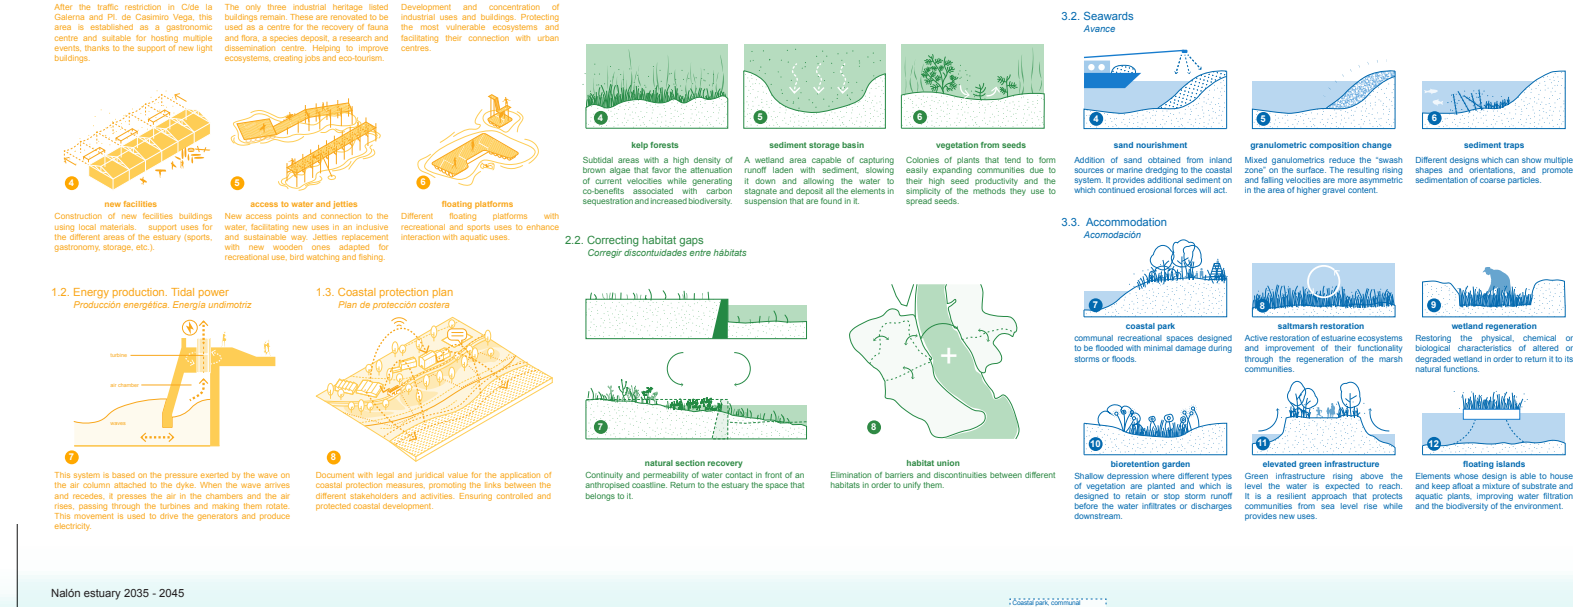 After the traffic restriction in C/de la
Galerna and Pl. de Casimiro Vega, this
area is established as a gastronomic
centre and suitable for hosting multiple
events, thanks to the support of new light
buildings.
The only three industrial heritage listed
buildings remain. These are renovated to be
used as a centre for the recovery of fauna
and flora, a species deposit, a research and
dissemination centre. Helping to improve
ecosystems, creating jobs and eco-tourism.
Development and concentration of
industrial uses and buildings. Protecting
the most vulnerable ecosystems and
facilitating their connection with urban
centres.
4
new facilities
Construction of new facilities buildings
using local materials. support uses for
the different areas of the estuary (sports,
gastronomy, storage, etc.).
5
access to water and jetties
New access points and connection to the
water, facilitating new uses in an inclusive
and sustainable way. Jetties replacement
with new wooden ones adapted for
recreational use, bird watching and fishing.
6
floating platforms
Different floating platforms with
recreational and sports uses to enhance
interaction with aquatic uses.
1.2. Energy production. Tidal power
Producción energética. Energía undimotriz
turbine
air chamber
waves
7
This system is based on the pressure exerted by the wave on
the air column attached to the dyke. When the wave arrives
and recedes, it presses the air in the chambers and the air
rises, passing through the turbines and making them rotate.
This movement is used to drive the generators and produce
electricity.
1.3. Coastal protection plan
Plan de protección costera
8
Document with legal and juridical value for the application of
coastal protection measures, promoting the links between the
different stakeholders and activities. Ensuring controlled and
protected coastal development.
4
kelp forests
Subtidal areas with a high density of
brown algae that favor the attenuation
of current velocities while generating
co-benefits associated with carbon
sequestration and increased biodiversity.
5
sediment storage basin
A wetland area capable of capturing
runoff laden with sediment, slowing
it down and allowing the water to
stagnate and deposit all the elements in
suspension that are found in it.
6
vegetation from seeds
Colonies of plants that tend to form
easily expanding communities due to
their high seed productivity and the
simplicity of the methods they use to
spread seeds.
2.2. Correcting habitat gaps
Corregir discontuidades entre hábitats
7
natural section recovery
Continuity and permeability of water contact in front of an
anthropised coastline. Return to the estuary the space that
belongs to it.
8
habitat union
Elimination of barriers and discontinuities between different
habitats in order to unify them.
3.2. Seawards
Avance
4
sand nourishment
Addition of sand obtained from inland
sources or marine dredging to the coastal
system. It provides additional sediment on
which continued erosional forces will act.
5
granulometric composition change
Mixed granulometrics reduce the “swash
zone” on the surface. The resulting rising
and falling velocities are more asymmetric
in the area of higher gravel content.
6
sediment traps
Different designs which can show multiple
shapes and orientations, and promote
sedimentation of coarse particles.
3.3. Accommodation
Acomodación
7
coastal park
communal recreational spaces designed
to be flooded with minimal damage during
storms or floods.
8
saltmarsh restoration
Active restoration of estuarine ecosystems
and improvement of their functionality
through the regeneration of the marsh
communities.
9
wetland regeneration
Restoring the physical, chemical or
biological characteristics of altered or
degraded wetland in order to return it to its
natural functions.
10
bioretention garden
Shallow depression where different types
of vegetation are planted and which is
designed to retain or stop storm runoff
before the water infiltrates or discharges
downstream.
11
elevated green infrastructure
Green infrastructure rising above the
level the water is expected to reach.
It is a resilient approach that protects
communities from sea level rise while
provides new uses.
12
floating islands
Elements whose design is able to house
and keep afloat a mixture of substrate and
aquatic plants, improving water filtration
and the biodiversity of the environment.
Nalón estuary 2035 - 2045
Coastal park, communal